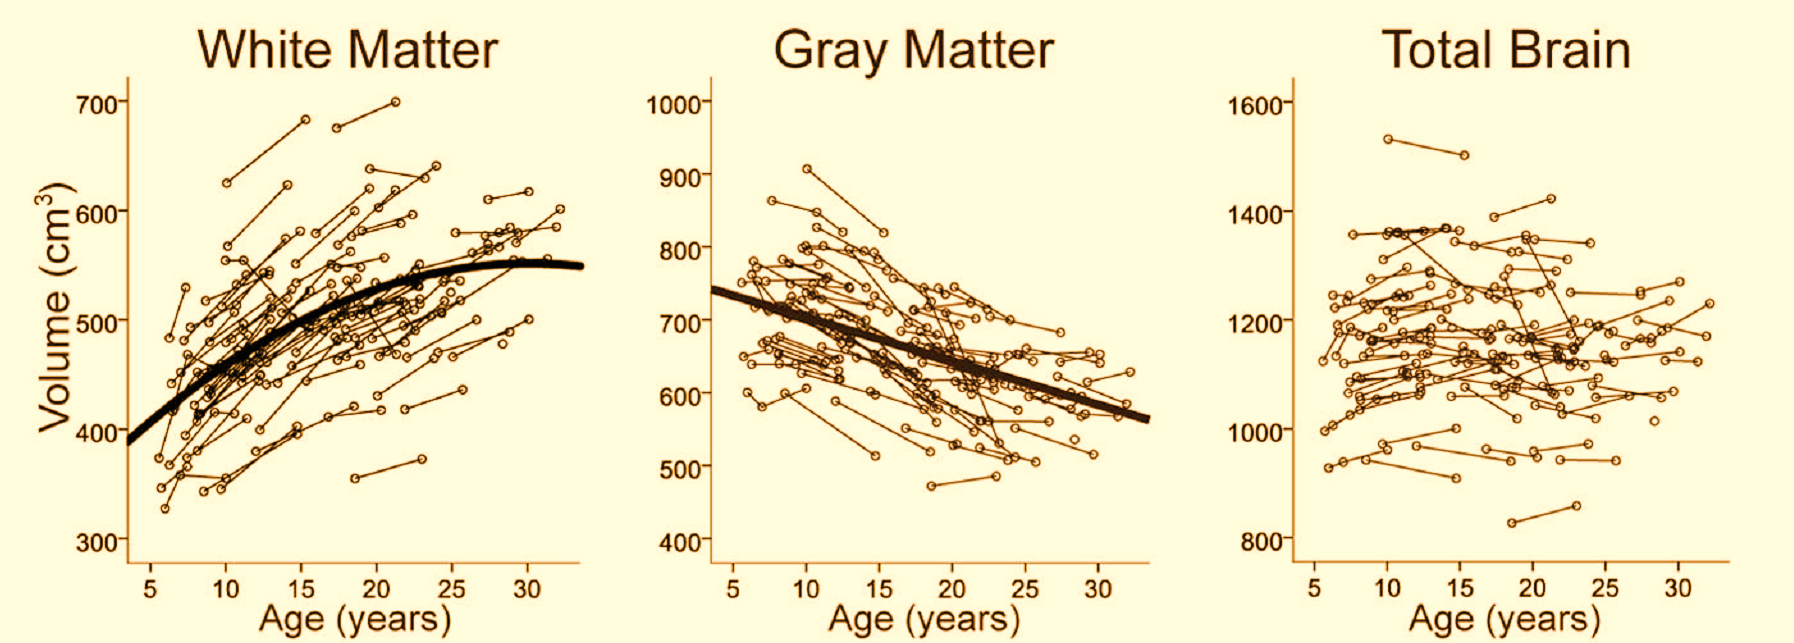 White Matter
Gray Matter
Total Brain
Volume (cm³)
700
600
500
400
300
5 10 15 20 25 30
Age (years)
1000
900
800
700
600
500
400
5 10 15 20 25 30
Age (years)
1600
1400
1200
1000
800
5 10 15 20 25 30
Age (years)